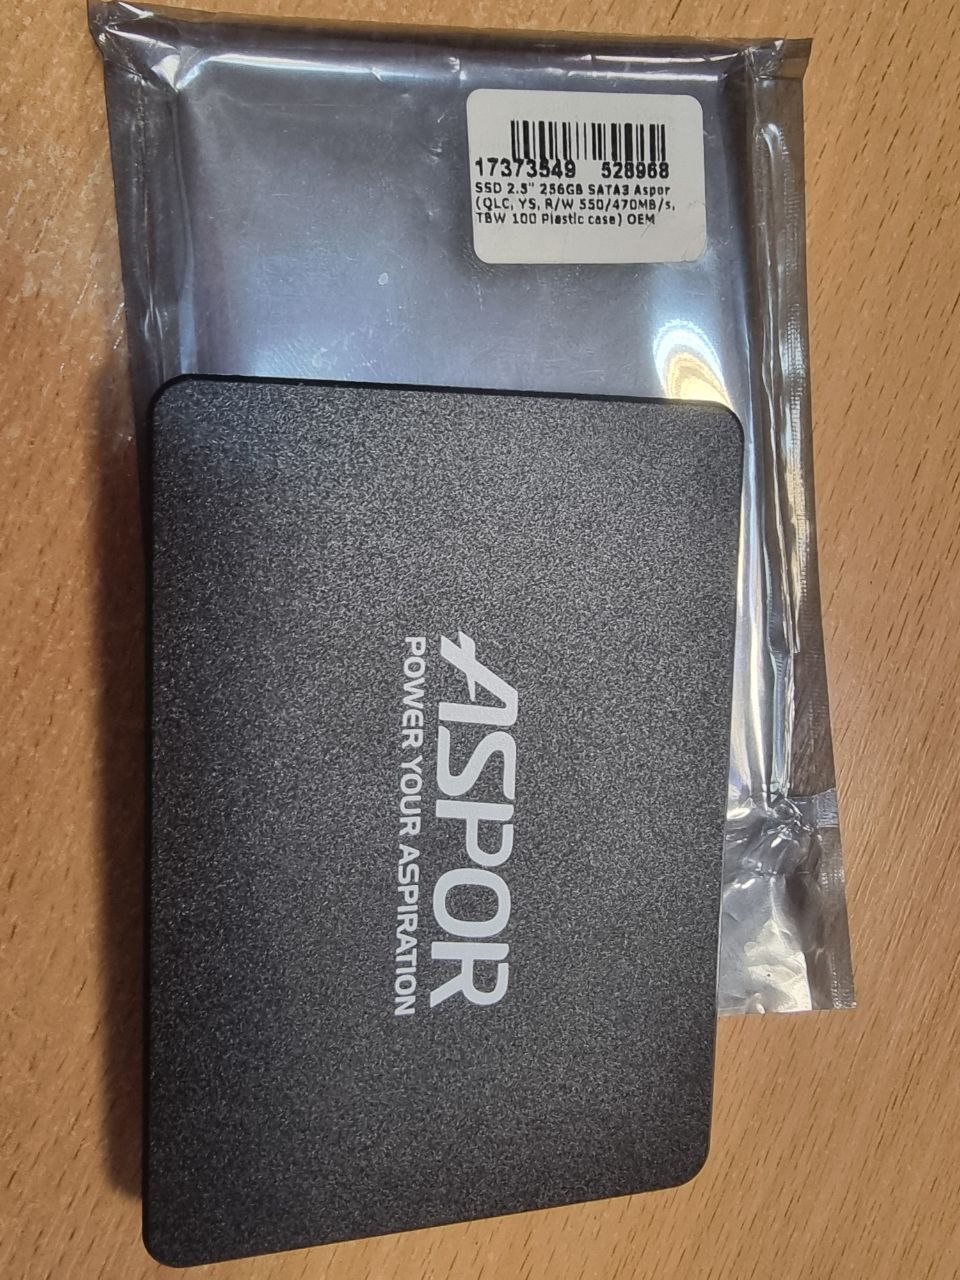 17373549 528968
SSD 2.5" 256GB SATA3 Aspor
(QLC, YS, R/W 550/470MB/s,
TBW 100 Plastic case) OEM
ASPOR
POWER YOUR ASPIRATION